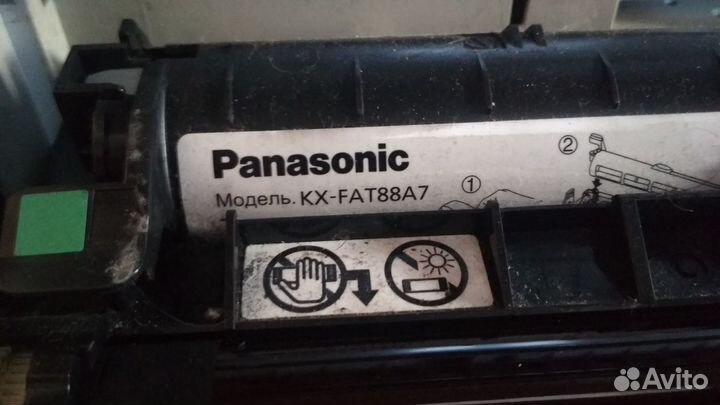 Panasonic
Модель. KX-FAT88A7
①
②
Avito